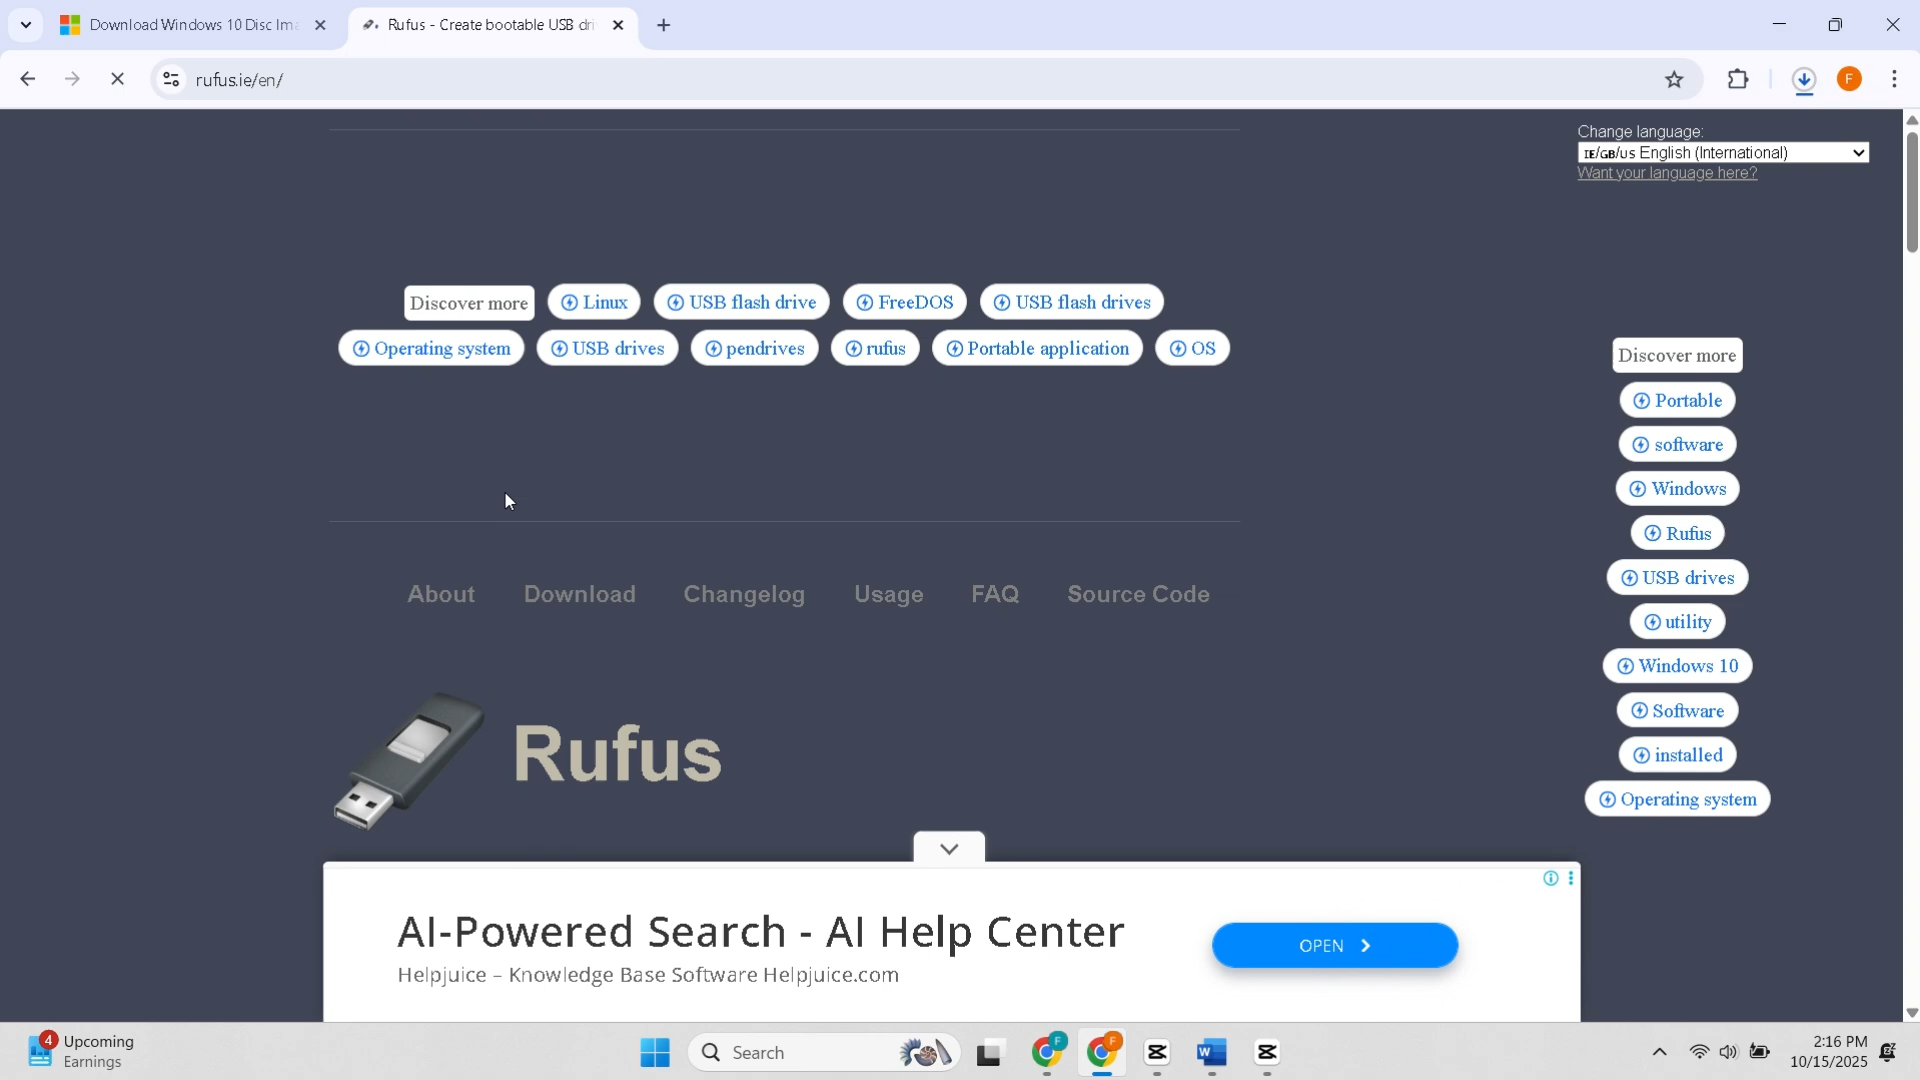 Download Windows 10 Disc Ima
Rufus - Create bootable USB dri
rufus.ie/en/
F
Change language:
IE/GB/US English (International)
Want your language here?
Discover more
Linux
USB flash drive
FreeDOS
USB flash drives
Operating system
USB drives
pendrives
rufus
Portable application
OS
Discover more
Portable
software
Windows
Rufus
USB drives
utility
Windows 10
Software
installed
Operating system
About
Download
Changelog
Usage
FAQ
Source Code
Rufus
AI-Powered Search - AI Help Center
Helpjuice – Knowledge Base Software Helpjuice.com
OPEN
4
Upcoming
Earnings
Search
F
F
W
2:16 PM
10/15/2025